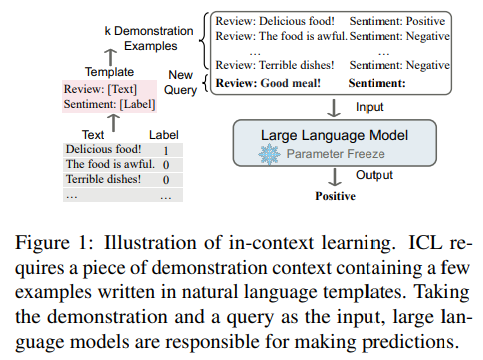 k Demonstration
Examples
Review: Delicious food! Sentiment: Positive
Review: The food is awful. Sentiment: Negative
… …
Review: Terrible dishes! Sentiment: Negative
New
Query
Review: Good meal! Sentiment:
Template
Review: [Text]
Sentiment: [Label]
Text Label
Delicious food! 1
The food is awful. 0
Terrible dishes! 0
… …
Input
Large Language Model
Parameter Freeze
Output
Positive
Figure 1: Illustration of in-context learning. ICL re-
quires a piece of demonstration context containing a few
examples written in natural language templates. Taking
the demonstration and a query as the input, large lan-
guage models are responsible for making predictions.